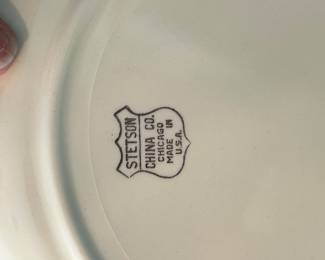 STETSON
CHINA CO.
CHICAGO
MADE IN
U.S.A.